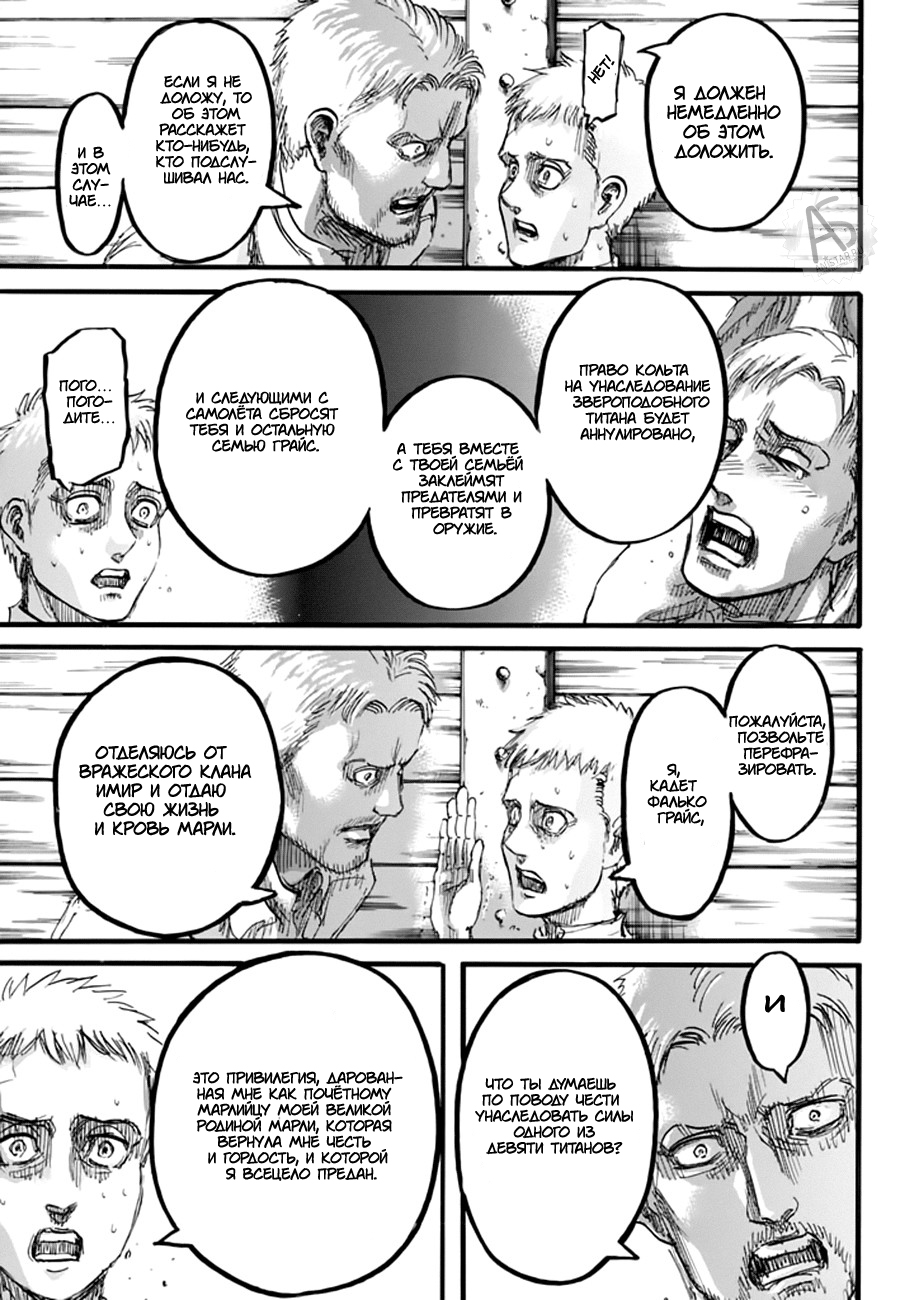 Я ДОЛЖЕН
НЕМЕДЛЕННО
ОБ ЭТОМ
ДОЛОЖИТЬ.
НЕТ!
ЕСЛИ Я НЕ
ДОЛОЖУ, ТО
ОБ ЭТОМ
РАССКАЖЕТ
КТО-НИБУДЬ,
КТО ПОДСЛУ-
ШИВАЛ НАС.
И В
ЭТОМ
СЛУ-
ЧАЕ...
ПРАВО КОЛЬТА
НА УНАСЛЕДОВАНИЕ
ЗВЕРОПОДОБНОГО
ТИТАНА БУДЕТ
АННУЛИРОВАНО,
А ТЕБЯ ВМЕСТЕ
С ТВОЕЙ СЕМЬЁЙ
ЗАКЛЕЙМЯТ
ПРЕДАТЕЛЯМИ И
ПРЕВРАТЯТ В
ОРУЖИЕ.
И СЛЕДУЮЩИМИ С
САМОЛЁТА СБРОСЯТ
ТЕБЯ И ОСТАЛЬНУЮ
СЕМЬЮ ГРАЙС.
ПОГО...
ПОГО-
ДИТЕ...
ПОЖАЛУЙСТА,
ПОЗВОЛЬТЕ
ПЕРЕФРА-
ЗИРОВАТЬ.
Я,
КАДЕТ
ФАЛЬКО
ГРАЙС,
ОТДЕЛЯЮСЬ ОТ
ВРАЖЕСКОГО КЛАНА
ИМИР И ОТДАЮ
СВОЮ ЖИЗНЬ
И КРОВЬ МАРЛИ.
И
ЧТО ТЫ ДУМАЕШЬ
ПО ПОВОДУ ЧЕСТИ
УНАСЛЕДОВАТЬ СИЛЫ
ОДНОГО ИЗ
ДЕВЯТИ ТИТАНОВ?
ЭТО ПРИВИЛЕГИЯ, ДАРОВАН-
НАЯ МНЕ КАК ПОЧЁТНОМУ
МАРЛИЙЦУ МОЕЙ ВЕЛИКОЙ
РОДИНОЙ МАРЛИ, КОТОРАЯ
ВЕРНУЛА МНЕ ЧЕСТЬ
И ГОРДОСТЬ, И КОТОРОЙ
Я ВСЕЦЕЛО ПРЕДАН.